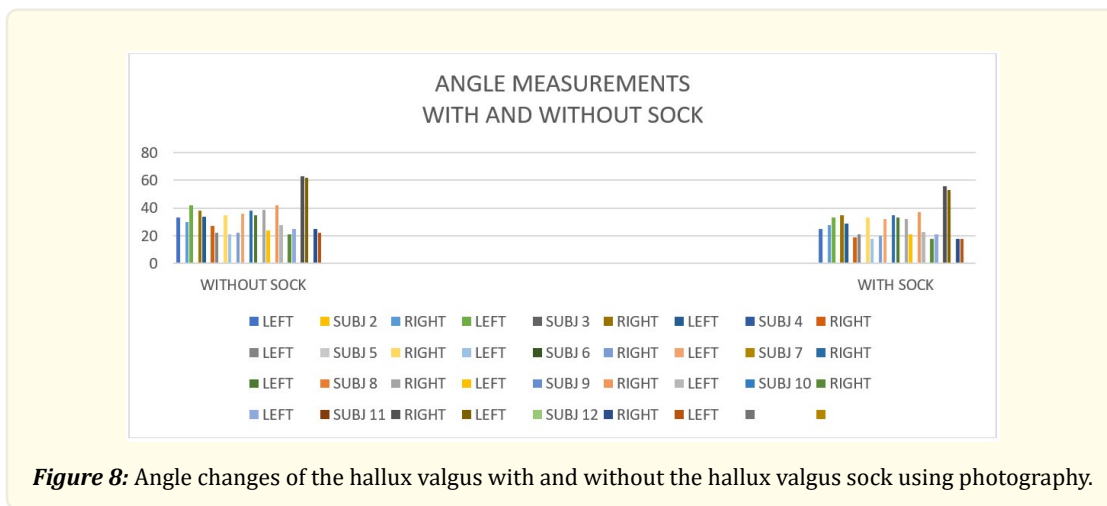 ANGLE MEASUREMENTS
WITH AND WITHOUT SOCK
80
60
40
20
0
WITHOUT SOCK WITH SOCK
LEFT SUBJ 2 RIGHT LEFT SUBJ 3 RIGHT LEFT SUBJ 4 RIGHT
LEFT SUBJ 5 RIGHT LEFT SUBJ 6 RIGHT LEFT SUBJ 7 RIGHT
LEFT SUBJ 8 RIGHT LEFT SUBJ 9 RIGHT LEFT SUBJ 10 RIGHT
LEFT SUBJ 11 RIGHT LEFT SUBJ 12 RIGHT LEFT
Figure 8: Angle changes of the hallux valgus with and without the hallux valgus sock using photography.